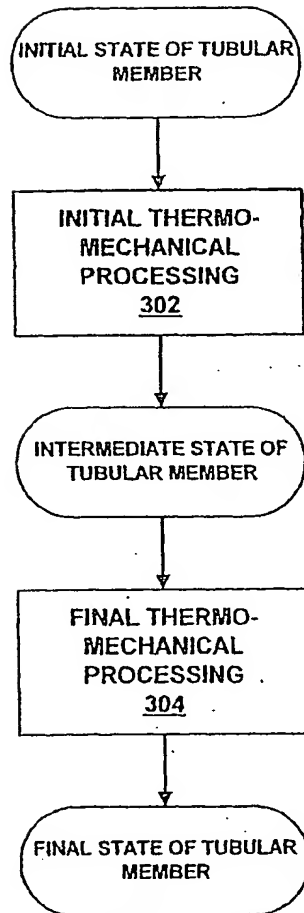 INITIAL STATE OF TUBULAR
MEMBER
INITIAL THERMO-
MECHANICAL
PROCESSING
302
INTERMEDIATE STATE OF
TUBULAR MEMBER
FINAL THERMO-
MECHANICAL
PROCESSING
304
FINAL STATE OF TUBULAR
MEMBER